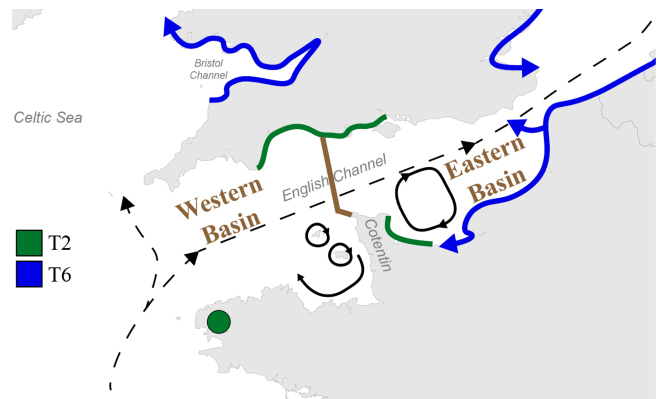 Bristol
Channel
Celtic Sea
English Channel
Eastern
Basin
Western
Basin
Cotentin
T2
T6